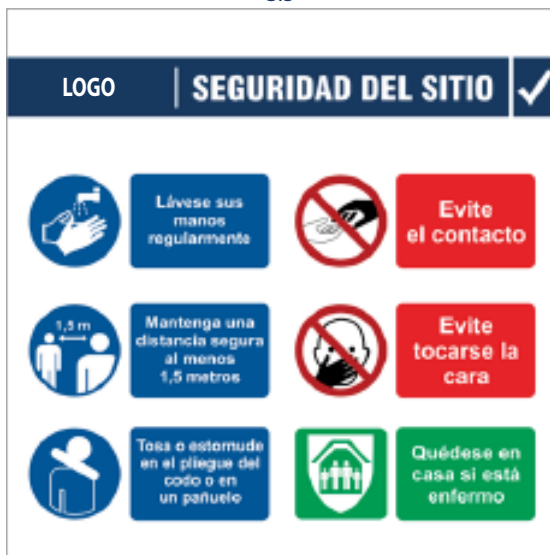 LOGO
SEGURIDAD DEL SITIO
Lávese sus
manos
regularmente
Evite
el contacto
1,5 m
Mantenga una
distancia segura
al menos
1,5 metros
Evite
tocarse la
cara
Tosa o estornude
en el pliegue del
codo o en
un pañuelo
Quédese en
casa si está
enfermo